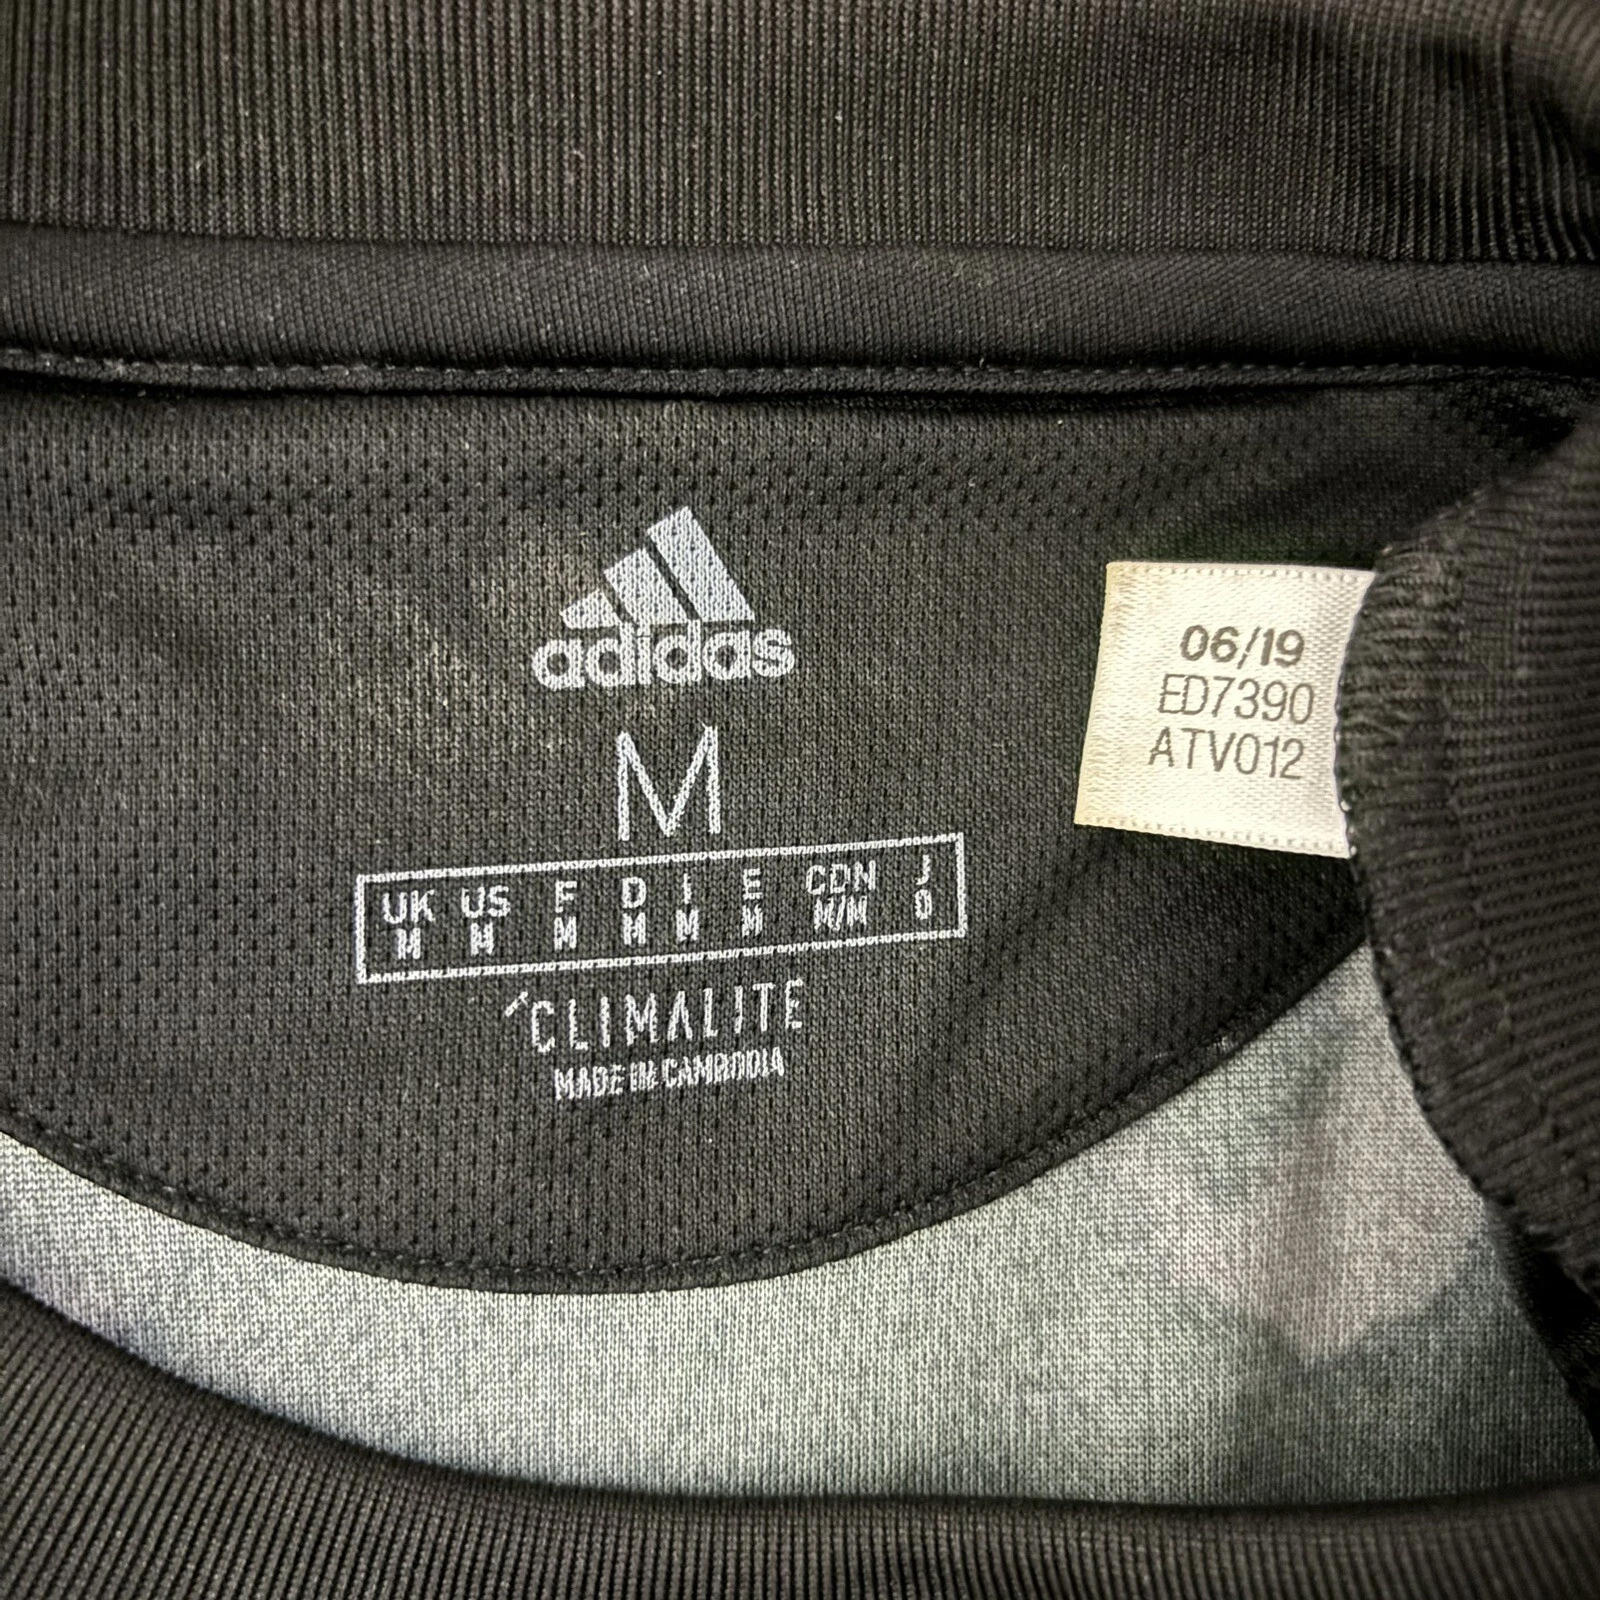 adidas
M
UK US F D I E CDN J
M M M M M M M/M O
CLIMALITE
MADE IN CAMBODIA
06/19
ED7390
ATV012